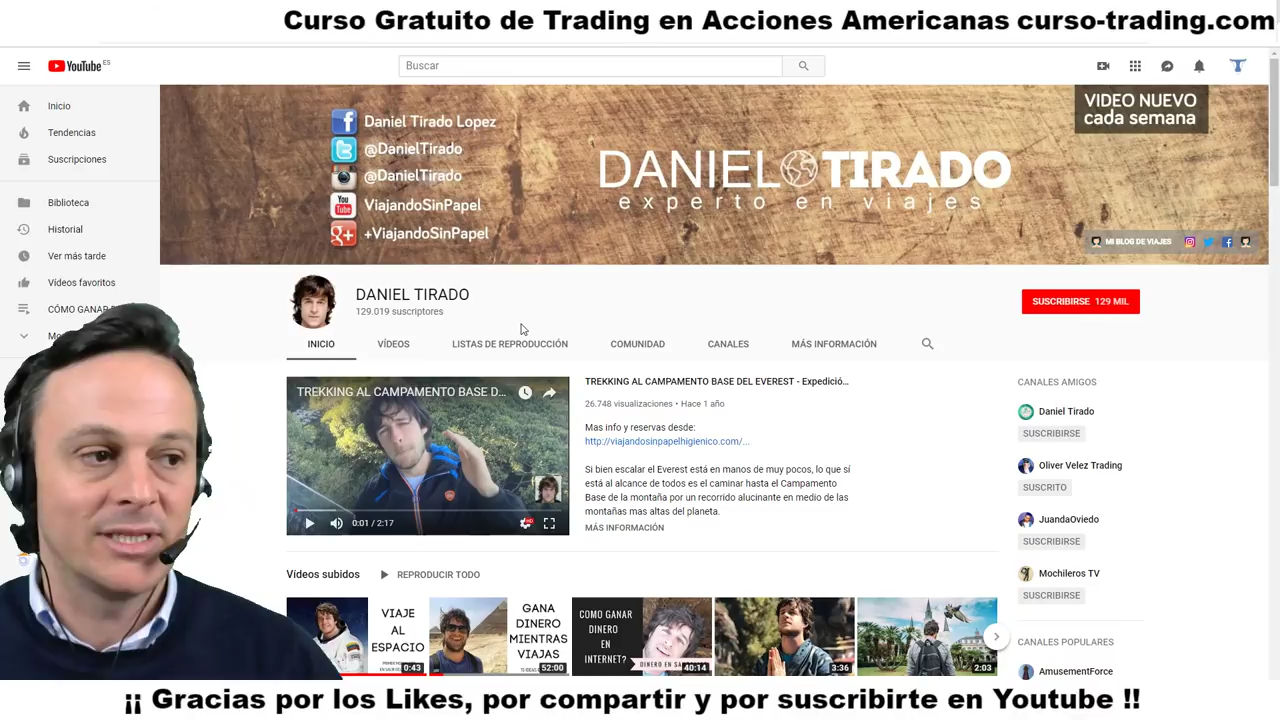 Curso Gratuito de Trading en Acciones Americanas curso-trading.com
YouTube ES
Buscar
Inicio
Tendencias
Suscripciones
Biblioteca
Historial
Ver más tarde
Vídeos favoritos
CÓMO GANAR
VIDEO NUEVO
cada semana
Daniel Tirado Lopez
@DanielTirado
@DanielTirado
You Tube
ViajandoSinPapel
+ViajandoSinPapel
DANIEL TIRADO
experto en viajes
MI BLOG DE VIAJES
DANIEL TIRADO
129.019 suscriptores
SUSCRIBIRSE 129 MIL
INICIO
VÍDEOS
LISTAS DE REPRODUCCIÓN
COMUNIDAD
CANALES
MÁS INFORMACIÓN
TREKKING AL CAMPAMENTO BASE D...
0:01 / 2:17
HD
TREKKING AL CAMPAMENTO BASE DEL EVEREST - Expedició...
26.748 visualizaciones • Hace 1 año
Mas info y reservas desde:
http://viajandosinpapelhigienico.com/...
Si bien escalar el Everest está en manos de muy pocos, lo que sí
está al alcance de todos es el caminar hasta el Campamento
Base de la montaña por un recorrido alucinante en medio de las
montañas mas altas del planeta.
MÁS INFORMACIÓN
CANALES AMIGOS
Daniel Tirado
SUSCRIBIRSE
Oliver Velez Trading
SUSCRITO
JuandaOviedo
SUSCRIBIRSE
Mochileros TV
SUSCRIBIRSE
CANALES POPULARES
AmusementForce
Vídeos subidos
REPRODUCIR TODO
VIAJE
AL
ESPACIO
0:43
GANA
DINERO
MIENTRAS
VIAJAS
52:00
COMO GANAR
DINERO
EN
INTERNET?
40:14
3:36
2:03
¡¡ Gracias por los Likes, por compartir y por suscribirte en Youtube !!